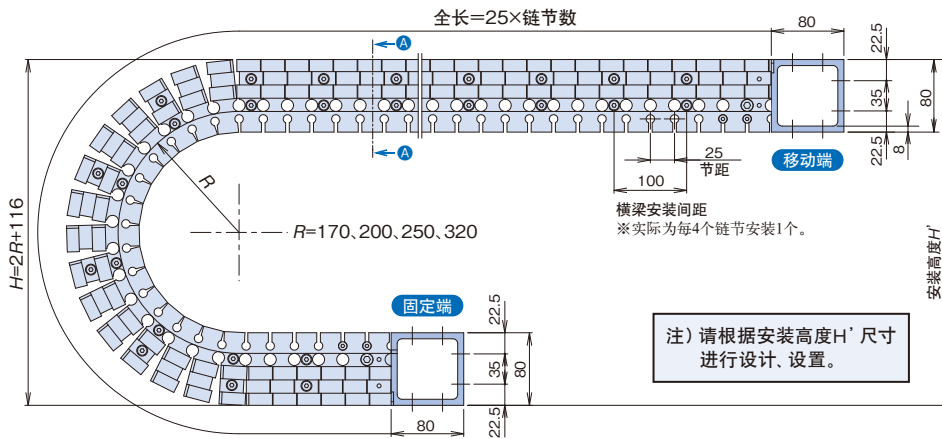 全长=25×链节数
80
A
22.5
35
80
22.5
8
移动端
25
节距
100
横梁安装间距
※实际为每4个链节安装1个。
A
R
R=170、200、250、320
H=2R+116
安装高度H'
固定端
22.5
35
80
22.5
80
注）请根据安装高度H’尺寸
进行设计、设置。